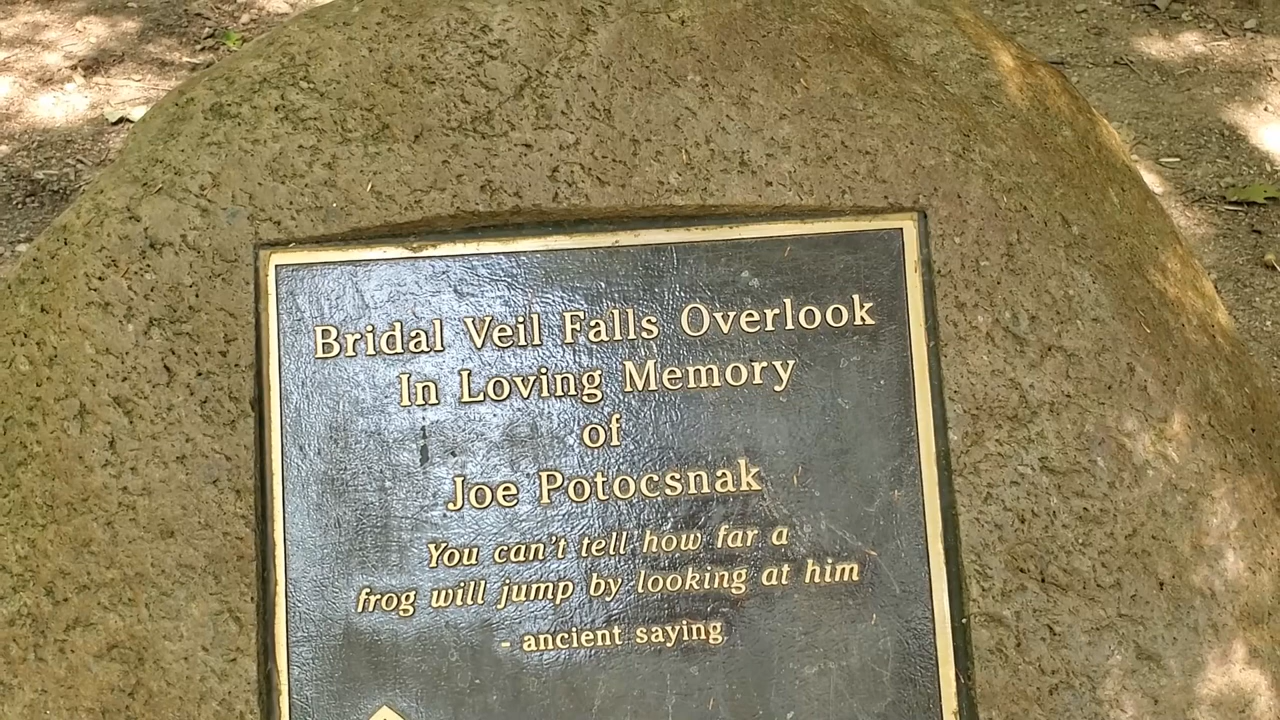 Bridal Veil Falls Overlook
In Loving Memory
of
Joe Potocsnak
You can't tell how far a
frog will jump by looking at him
- ancient saying